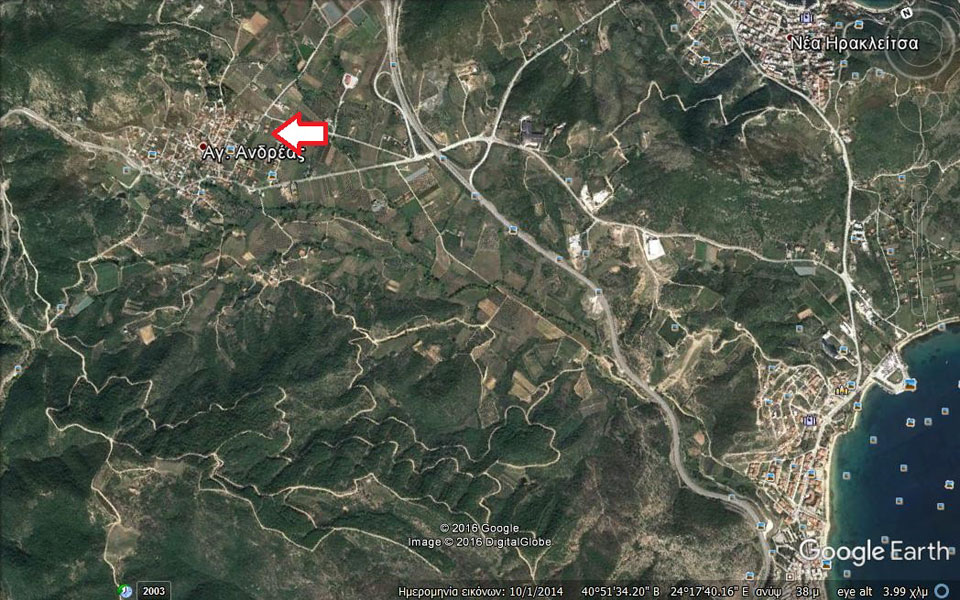 N
Νέα Ηρακλείτσα
Αγ. Ανδρέας
© 2016 Google
Image © 2016 DigitalGlobe
Google Earth
2003
Ημερομηνία εικόνων: 10/1/2014 40°51'34.20" Β 24°17'40.16" Ε ανύψ 38 μ eye alt 3.99 χλμ